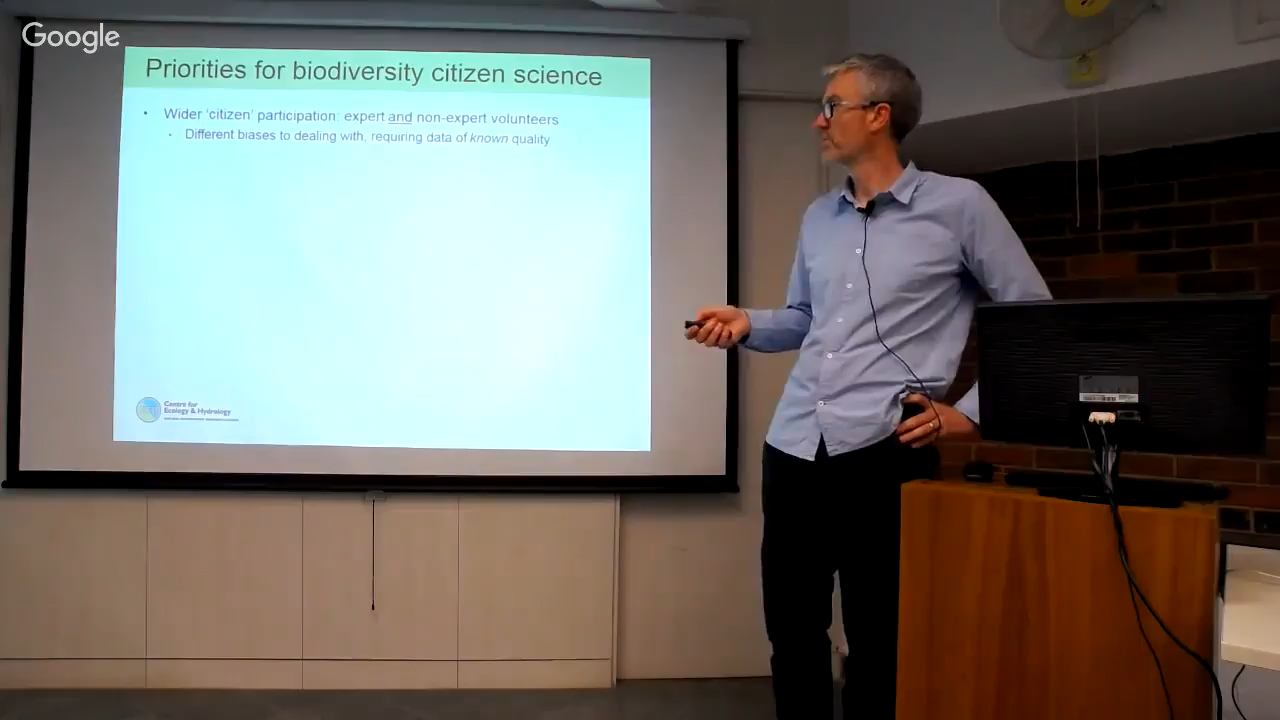 Google
Priorities for biodiversity citizen science
• Wider 'citizen' participation: expert and non-expert volunteers
• Different biases to dealing with, requiring data of known quality
Centre for
Ecology & Hydrology